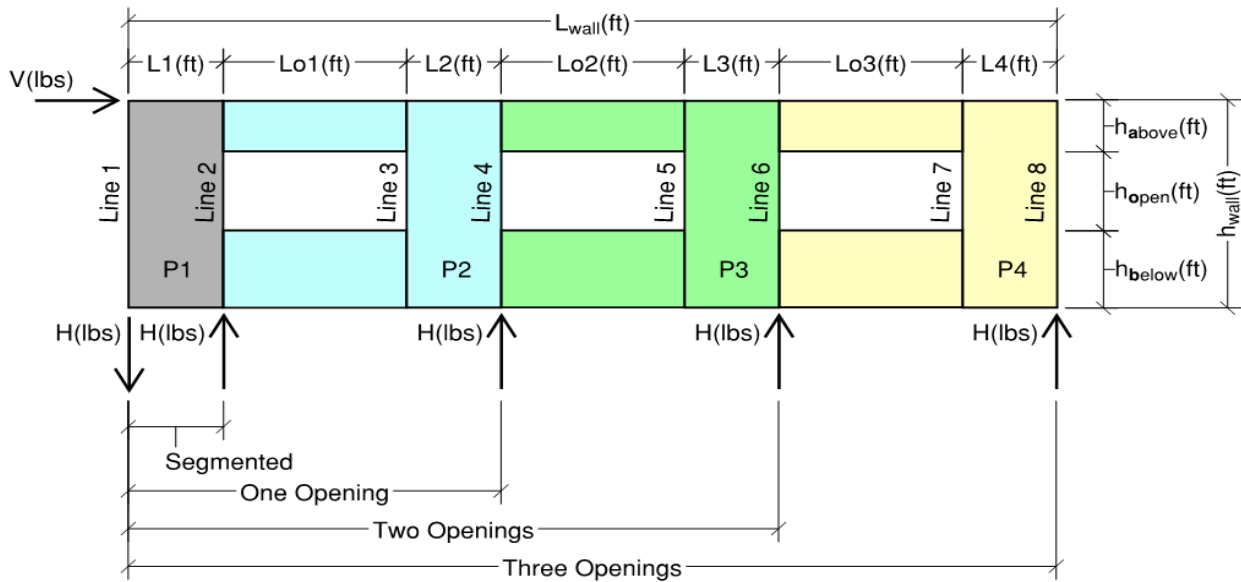 Lwall(ft)
L1(ft) Lo1(ft) L2(ft) Lo2(ft) L3(ft) Lo3(ft) L4(ft)
V(lbs)
Line 1
Line 2
Line 3
Line 4
Line 5
Line 6
Line 7
Line 8
habove(ft)
hopen(ft)
hbelow(ft)
hwall(ft)
P1 P2 P3 P4
H(lbs) H(lbs) H(lbs) H(lbs) H(lbs)
Segmented
One Opening
Two Openings
Three Openings